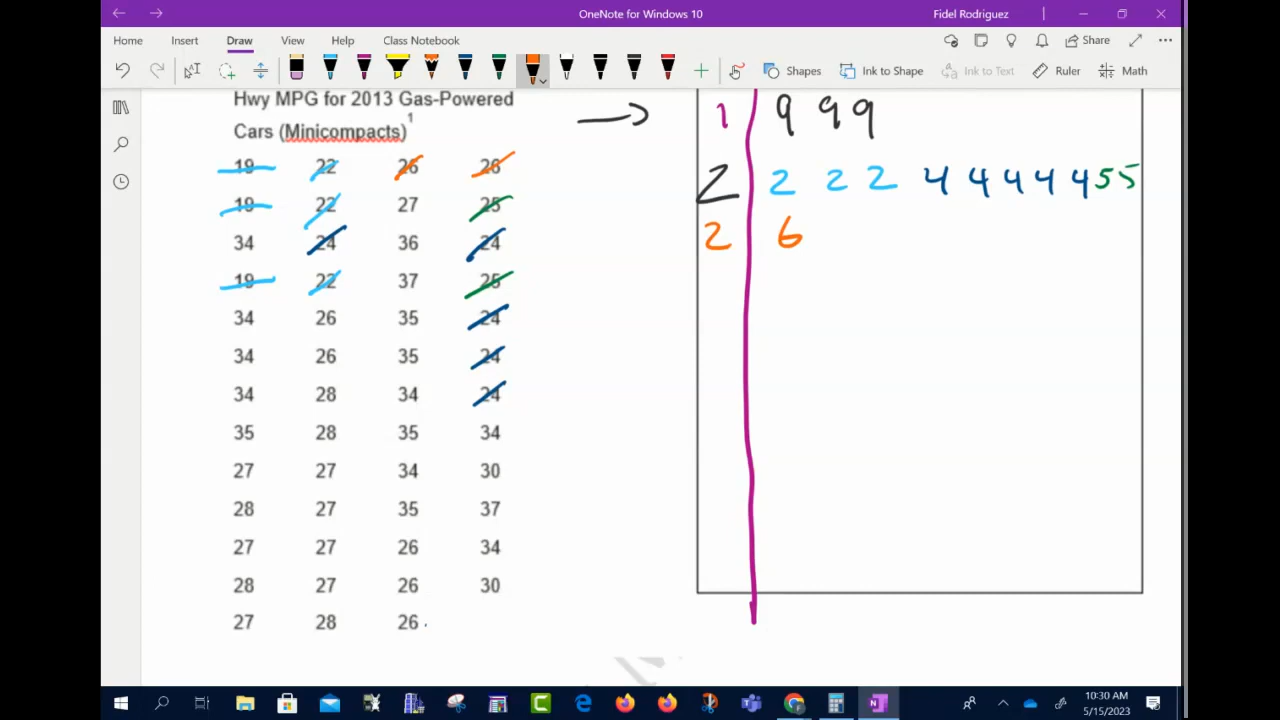 OneNote for Windows 10
Fidel Rodriguez
Home Insert Draw View Help Class Notebook
Share
Shapes Ink to Shape Ink to Text Ruler Math
Hwy MPG for 2013 Gas-Powered
Cars (Minicompacts)1
19 22 26 26
19 22 27 25
34 24 36 24
19 22 37 25
34 26 35 24
34 26 35 24
34 28 34 24
35 28 35 34
27 27 34 30
28 27 35 37
27 27 26 34
28 27 26 30
27 28 26
1 9 9 9
2 2 2 2 4 4 4 4 4 5 5
2 6
10:30 AM
5/15/2023